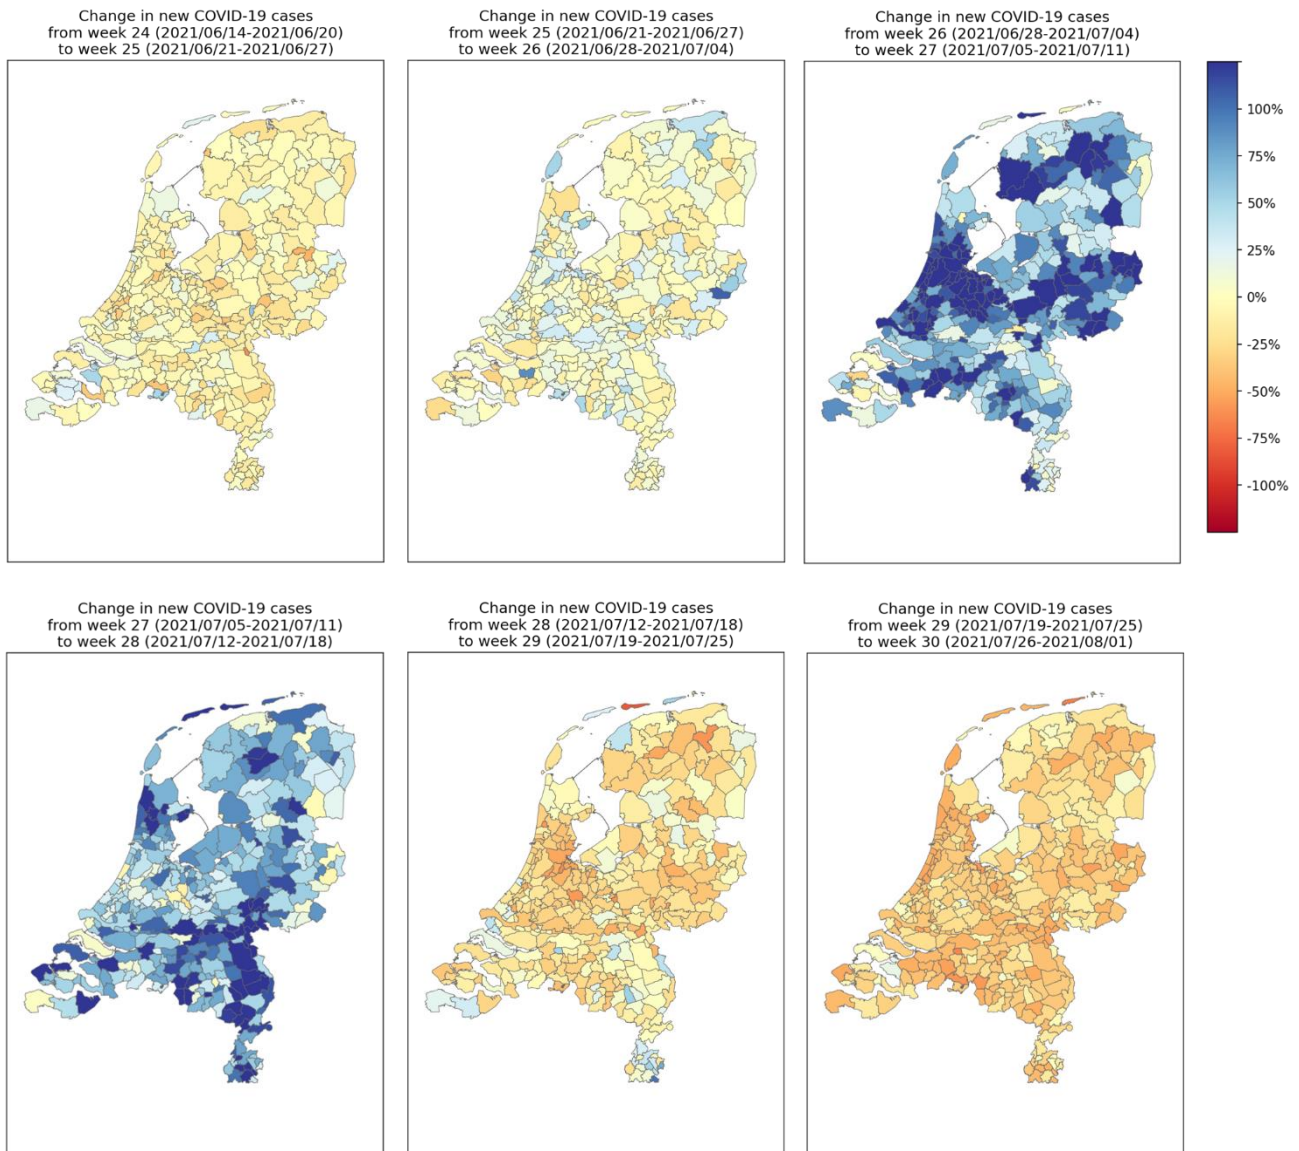 Change in new COVID-19 cases
from week 24 (2021/06/14-2021/06/20)
to week 25 (2021/06/21-2021/06/27)
Change in new COVID-19 cases
from week 25 (2021/06/21-2021/06/27)
to week 26 (2021/06/28-2021/07/04)
Change in new COVID-19 cases
from week 26 (2021/06/28-2021/07/04)
to week 27 (2021/07/05-2021/07/11)
100%
75%
50%
25%
0%
-25%
-50%
-75%
-100%
Change in new COVID-19 cases
from week 27 (2021/07/05-2021/07/11)
to week 28 (2021/07/12-2021/07/18)
Change in new COVID-19 cases
from week 28 (2021/07/12-2021/07/18)
to week 29 (2021/07/19-2021/07/25)
Change in new COVID-19 cases
from week 29 (2021/07/19-2021/07/25)
to week 30 (2021/07/26-2021/08/01)